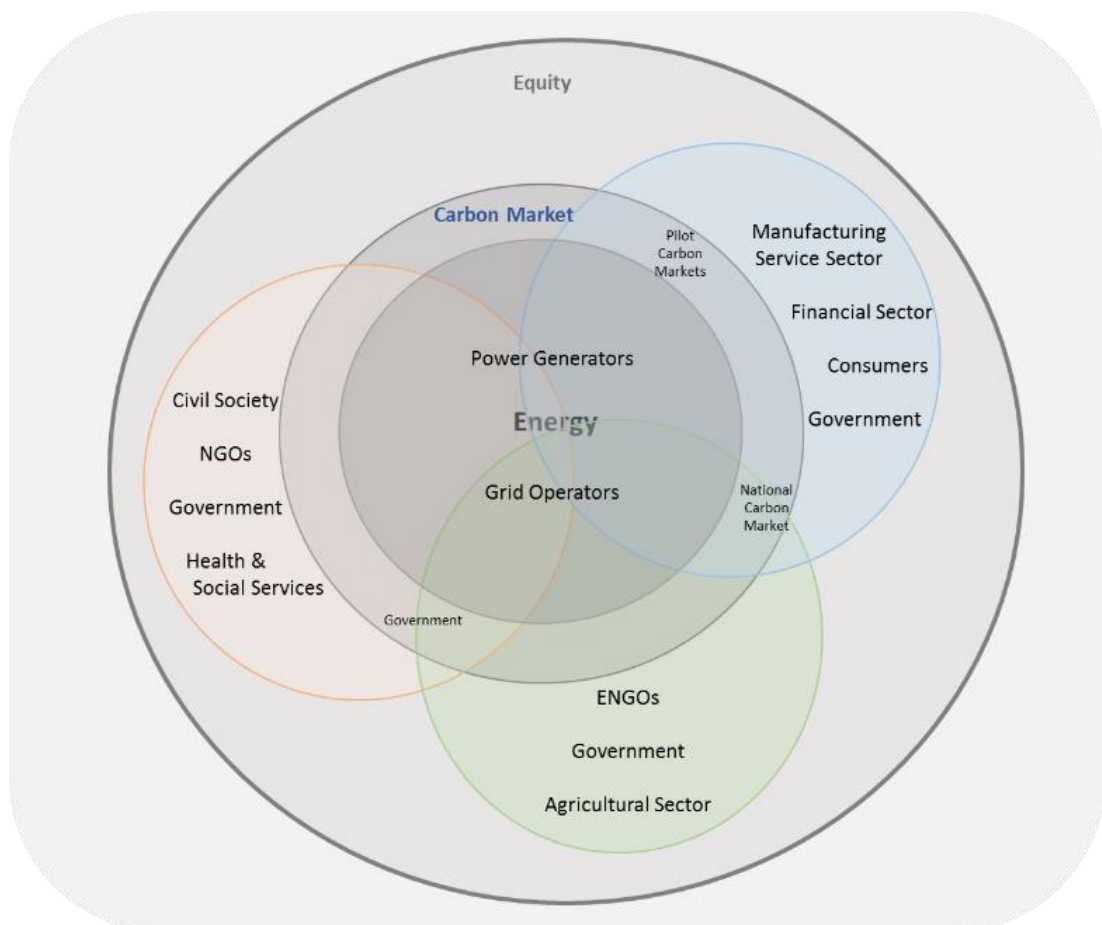 Equity
Carbon Market
Pilot
Carbon
Markets
Manufacturing
Service Sector
Financial Sector
Consumers
Government
Power Generators
Energy
Grid Operators
National
Carbon
Market
Civil Society
NGOs
Government
Health &
Social Services
Government
ENGOs
Government
Agricultural Sector